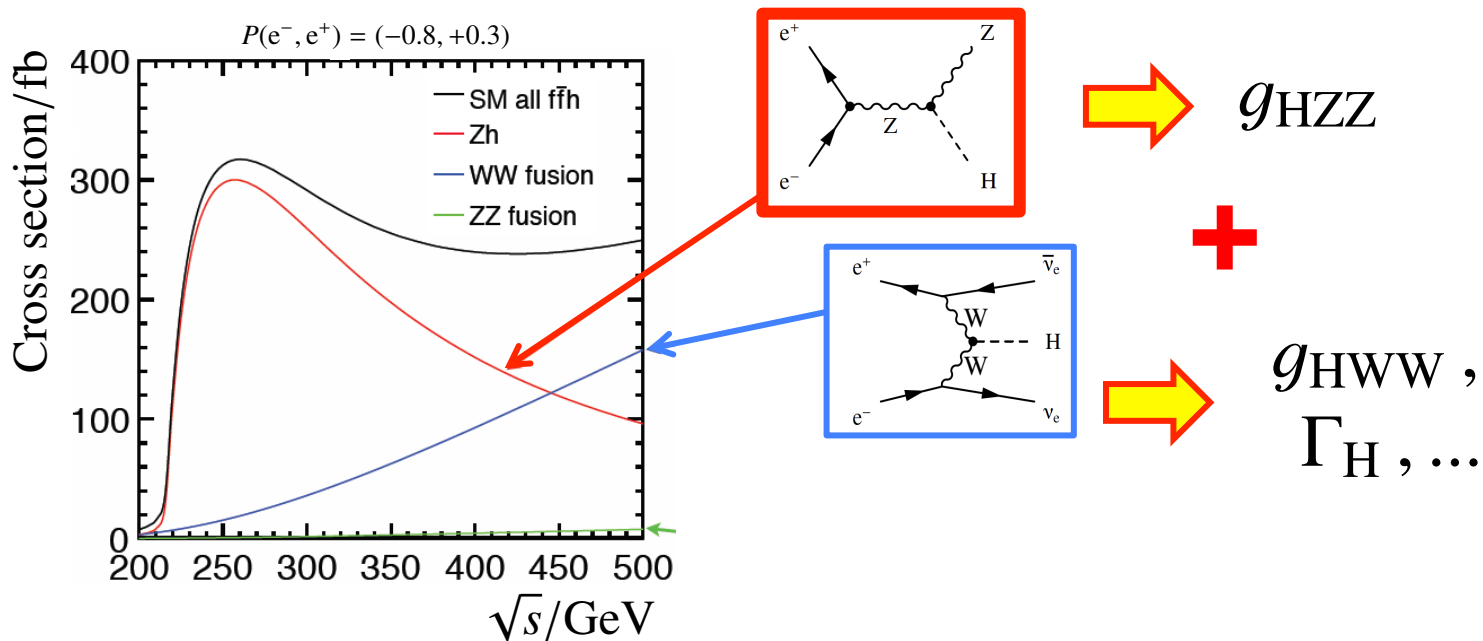 P(e⁻, e⁺) = (−0.8, +0.3)
Cross section/fb
400
300
200
100
0
SM all ff̄h
Zh
WW fusion
ZZ fusion
200 250 300 350 400 450 500
√s/GeV
e⁺
Z
Z
e⁻
H
g_HZZ
+
e⁺
ν̄_e
W
H
W
e⁻
ν_e
g_HWW ,
Γ_H , ...